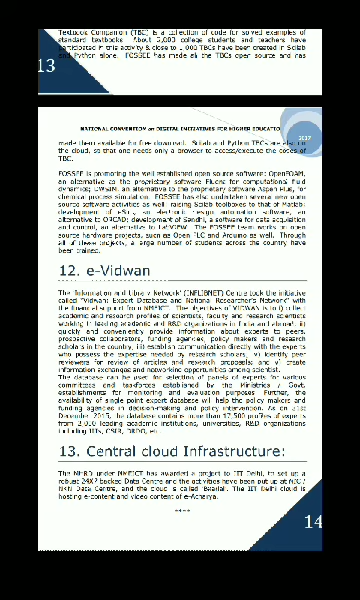 Textbook Companion (TBC) is a collection of code for solved examples of
standard textbooks. About 2,000 college students and teachers have
participated in this activity & close to 1,000 TBCs have been created in Scilab
and Python alone. FOSSEE has made all the TBCs open source and has
13
NATIONAL CONVENTION on DIGITAL INITIATIVES FOR HIGHER EDUCATIO
2017
made them available for free download. Scilab and Python TBCs are also on
the cloud, so that one needs only a browser to access/execute the codes of
TBC.
FOSSEE is promoting the well established open source software: OpenFOAM,
an alternative to the proprietary software Fluent for computational fluid
dynamics; DWSIM, an alternative to the proprietary software Aspen Plus, for
chemical process simulation. FOSSEE has also undertaken several
software activities as well, raising Scilab toolboxes to that of Matlab;
development of eSim, an electronic design automation software, an
alternative to ORCAD; development of Sandhi, a software for data acquisition
and control, an alternative to LabVIEW. The FOSSEE team works on open
source hardware projects, such as Open PLC and Arduino as well. Through
all of these projects, a large number of students across the country have
been trained.
12. e-Vidwan
The 'Information and Library Network' (INFLIBNET) Centre took the initiative
called "Vidwan: Expert Database and National Researcher's Network" with
the financial support from NMEICT. The objectives of VIDWAN is to i) collect
academic and research profiles of scientists, faculty and research scientists
working in leading academic and R&D organizations in India and abroad; ii)
quickly and conveniently provide information about experts to peers,
prospective collaborators, funding agencies, policy makers and research
scholars in the country, iii) establish communication directly with the experts
who possess the expertise needed by research scholars, iv) identify peer
reviewers for review of articles and research proposals; and v) create
information exchanges and networking opportunities among scientist.
The database can be used for selection of panels of experts for various
committees and taskforces established by the Ministries / Govt.
establishments for monitoring and evaluation purposes. Further, the
availability of single point expert database will help the policy makers and
funding agencies in decision-making and policy intervention. As on 31st
December 2015, the database contains more than 17,500 profiles of experts
from 2,010 leading academic institutions, universities, R&D organizations
including IITs, CSIR, DRDO, etc.
13. Central cloud Infrastructure:
The MHRD under NMEICT has awarded a project to IIT Delhi, to set up a
robust 24X7 backed Data Centre and the activities have been put up at NIC /
NKN Data Centre, and the cloud is called 'Baadal'. The IIT Delhi cloud is
hosting e-content and video content of e-Acharya.
****
14